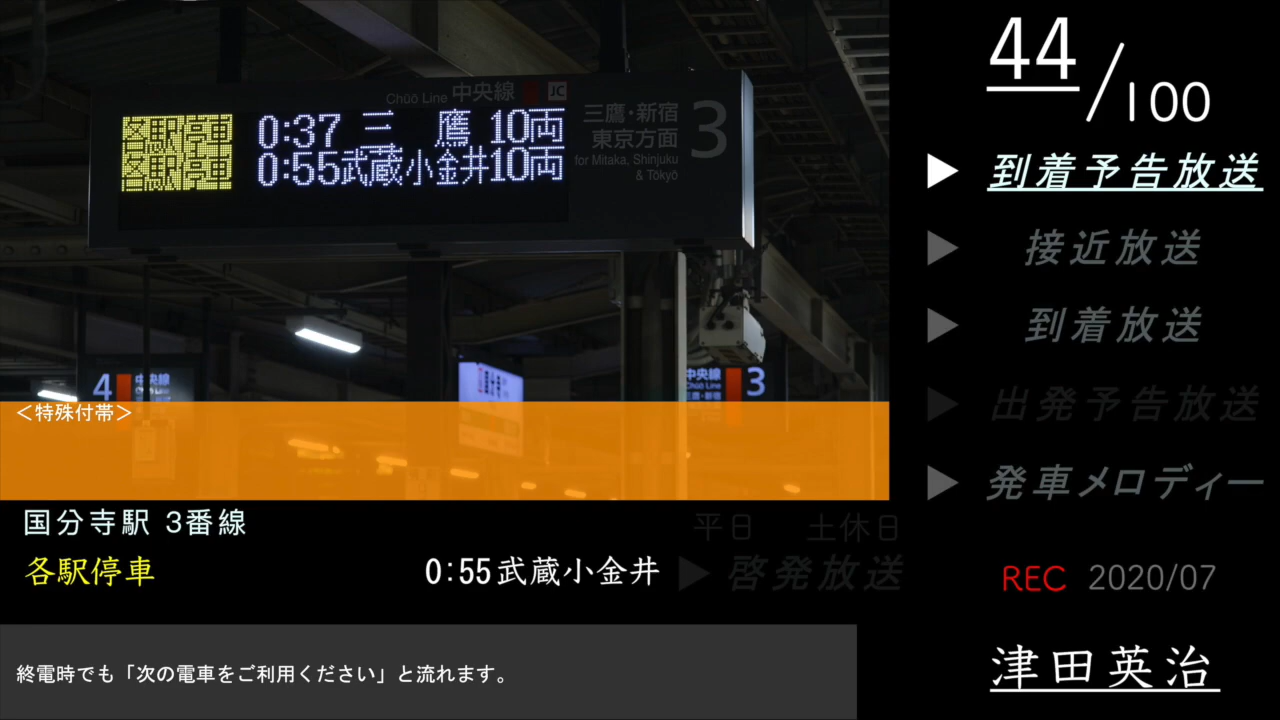 Chūō Line 中央線 JC
各駅停車 0:37 三鷹 10両
各駅停車 0:55 武蔵小金井 10両
三鷹・新宿
東京方面
for Mitaka, Shinjuku
& Tōkyō
3
4 中央線
中央線
Chūō Line
三鷹・新宿
3
<特殊付帯>
国分寺駅 3番線
各駅停車 0:55武蔵小金井
平日 土休日
▶ 啓発放送
終電時でも「次の電車をご利用ください」と流れます。
44/100
▶ 到着予告放送
▶ 接近放送
▶ 到着放送
▶ 出発予告放送
▶ 発車メロディー
REC 2020/07
津田英治